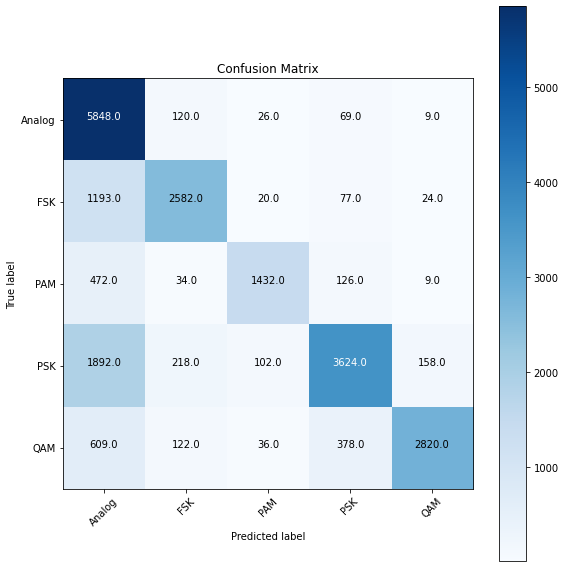 Confusion Matrix
Analog 5848.0 120.0 26.0 69.0 9.0
FSK 1193.0 2582.0 20.0 77.0 24.0
PAM 472.0 34.0 1432.0 126.0 9.0
PSK 1892.0 218.0 102.0 3624.0 158.0
QAM 609.0 122.0 36.0 378.0 2820.0
Analog FSK PAM PSK QAM
True label
Predicted label
5000
4000
3000
2000
1000